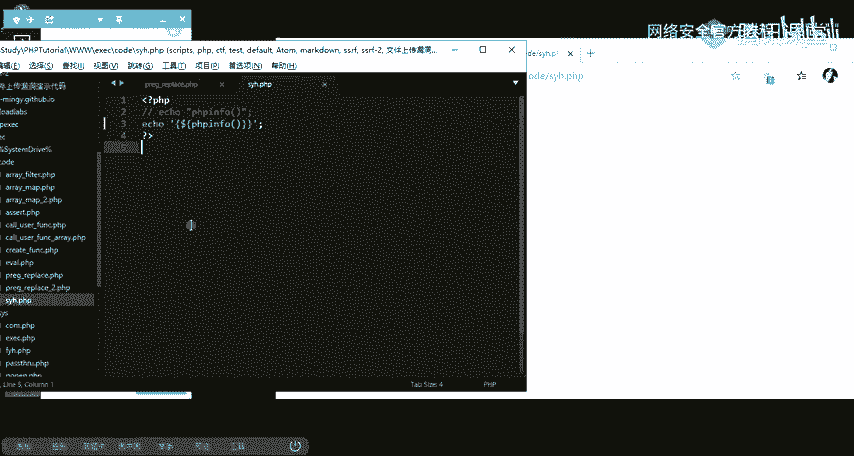 网络安全官方教程
Study\PHPTutorial\WWW\exec\code\syh.php (scripts, php, ctf, test, default, Atom, markdown, ssrf, ssrf-2, 文件上传漏洞...
编辑(E) 选择(S) 查找(I) 视图(V) 跳转(G) 工具(T) 项目(P) 首选项(N) 帮助(H)
preg_replace.php syh.php
de/syh.p
ode/syh.php
1 <?php
2 // echo "phpinfo()";
3 echo '{${phpinfo()}}';
4 ?>
5
件上传漏洞演示代码
-mingy.github.io
loadlabs
pexec
ec
%SystemDrive%
code
array_filter.php
array_map.php
array_map_2.php
assert.php
call_user_func.php
call_user_func_array.php
create_func.php
eval.php
preg_replace.php
preg_replace_2.php
syh.php
sys
com.php
exec.php
fyh.php
passthru.php
popen.php
, Line 5, Column 1 Tab Size: 4 PHP